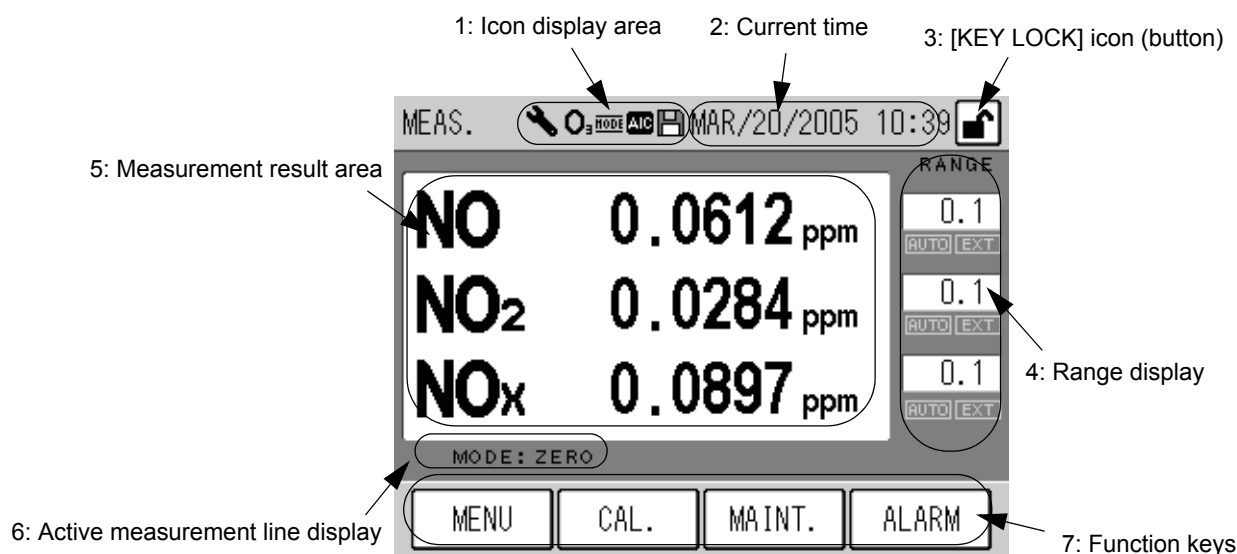 1: Icon display area
2: Current time
3: [KEY LOCK] icon (button)
MEAS. O₃ MODE AIC MAR/20/2005 10:39
5: Measurement result area
RANGE
NO 0.0612 ppm 0.1
AUTO EXT
NO₂ 0.0284 ppm 0.1
AUTO EXT
4: Range display
NOx 0.0897 ppm 0.1
AUTO EXT
MODE: ZERO
6: Active measurement line display
MENU CAL. MAINT. ALARM
7: Function keys